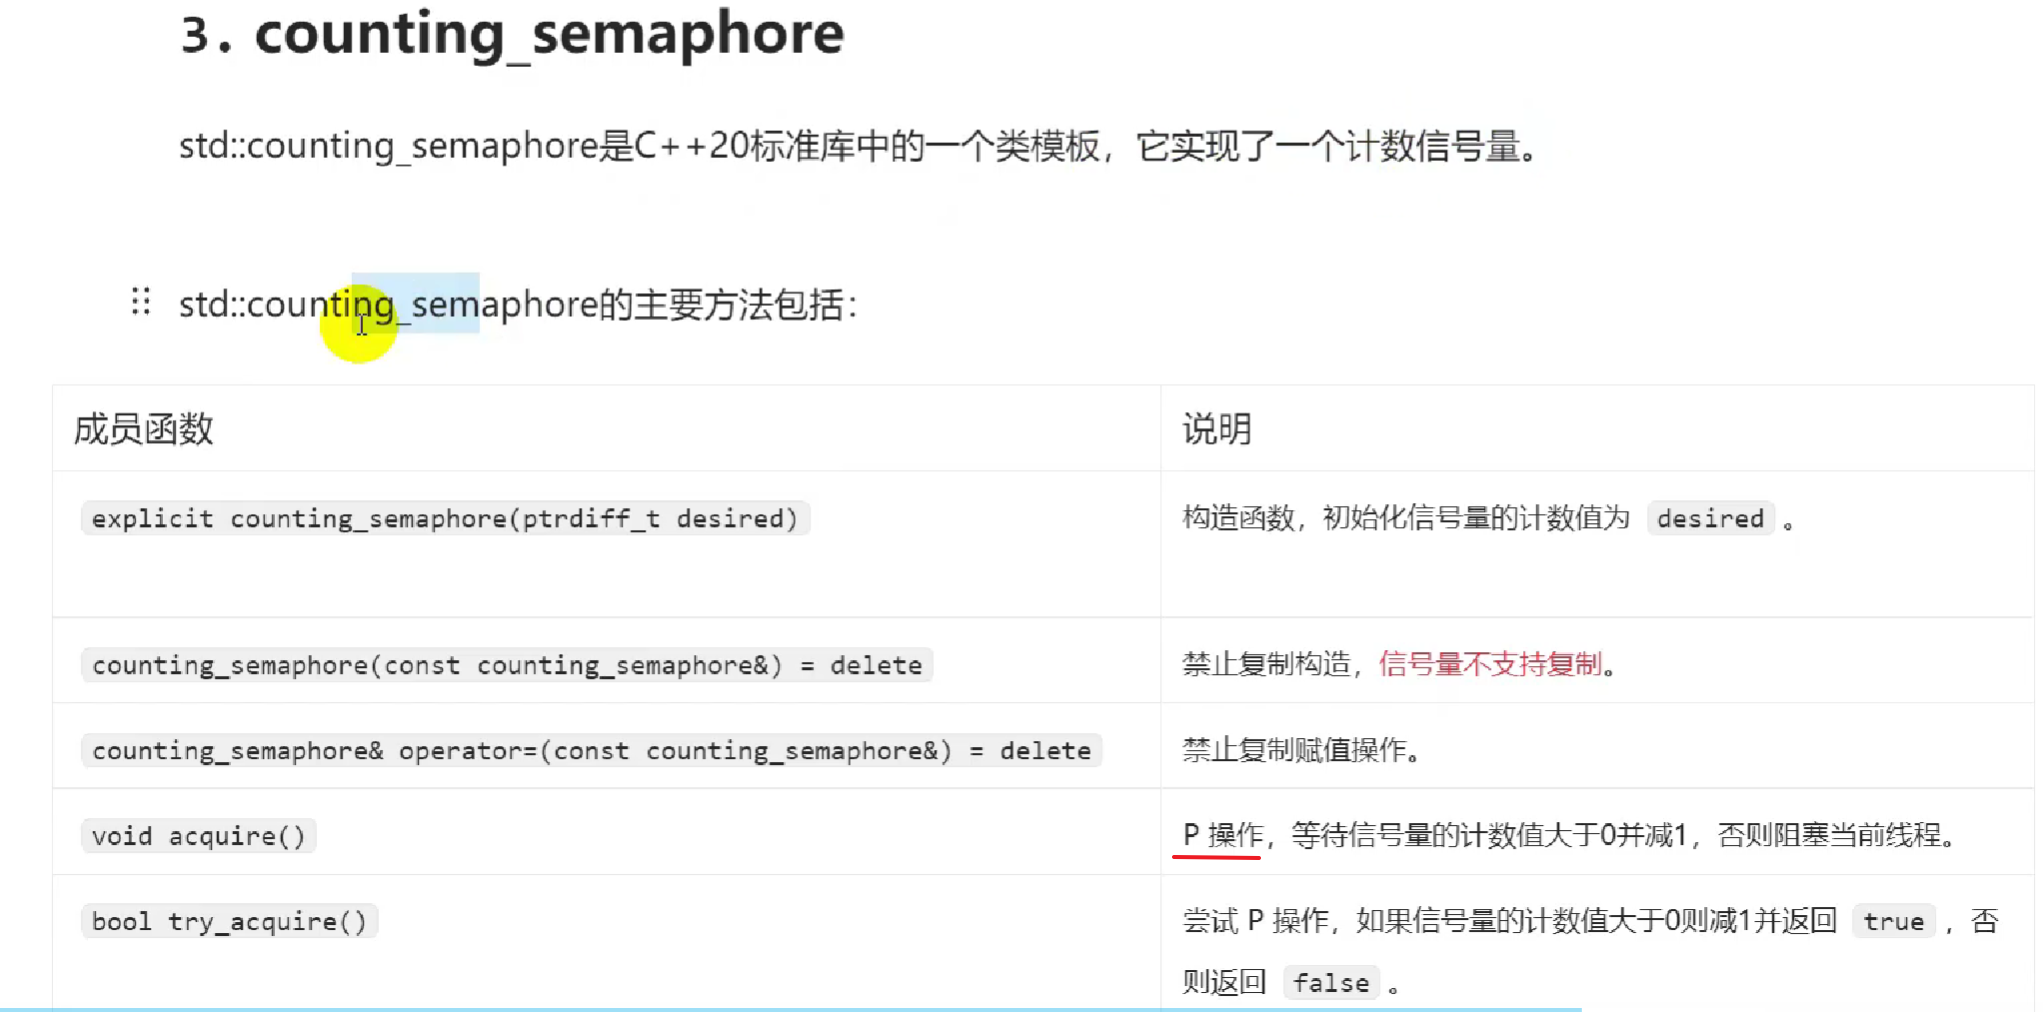 3. counting_semaphore
std::counting_semaphore是C++20标准库中的一个类模板，它实现了一个计数信号量。
std::counting_semaphore的主要方法包括：
成员函数 说明
explicit counting_semaphore(ptrdiff_t desired) 构造函数，初始化信号量的计数值为 desired 。
counting_semaphore(const counting_semaphore&) = delete 禁止复制构造，信号量不支持复制。
counting_semaphore& operator=(const counting_semaphore&) = delete 禁止复制赋值操作。
void acquire() P 操作，等待信号量的计数值大于0并减1，否则阻塞当前线程。
bool try_acquire() 尝试 P 操作，如果信号量的计数值大于0则减1并返回 true ，否
则返回 false 。